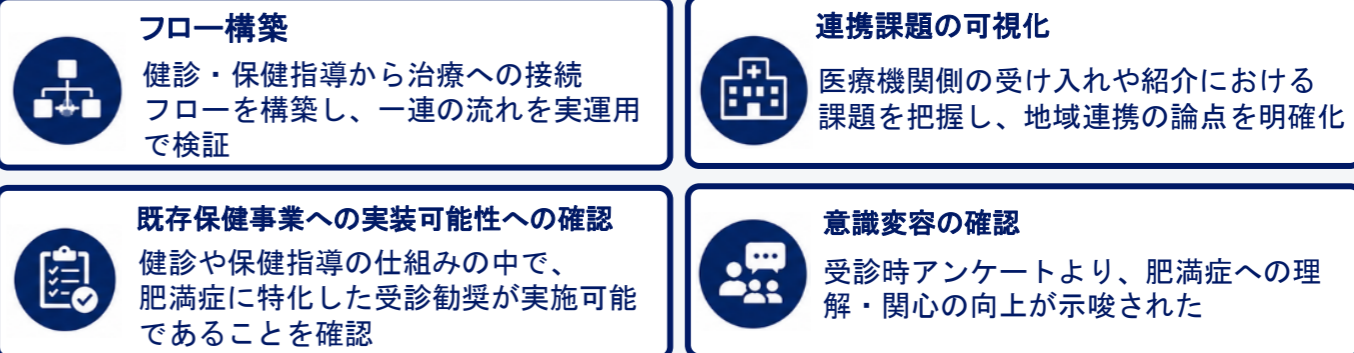 フロー構築
健診・保健指導から治療への接続
フローを構築し、一連の流れを実運用
で検証
連携課題の可視化
医療機関側の受け入れや紹介における
課題を把握し、地域連携の論点を明確化
既存保健事業への実装可能性への確認
健診や保健指導の仕組みの中で、
肥満症に特化した受診勧奨が実施可能
であることを確認
意識変容の確認
受診時アンケートより、肥満症への理
解・関心の向上が示唆された